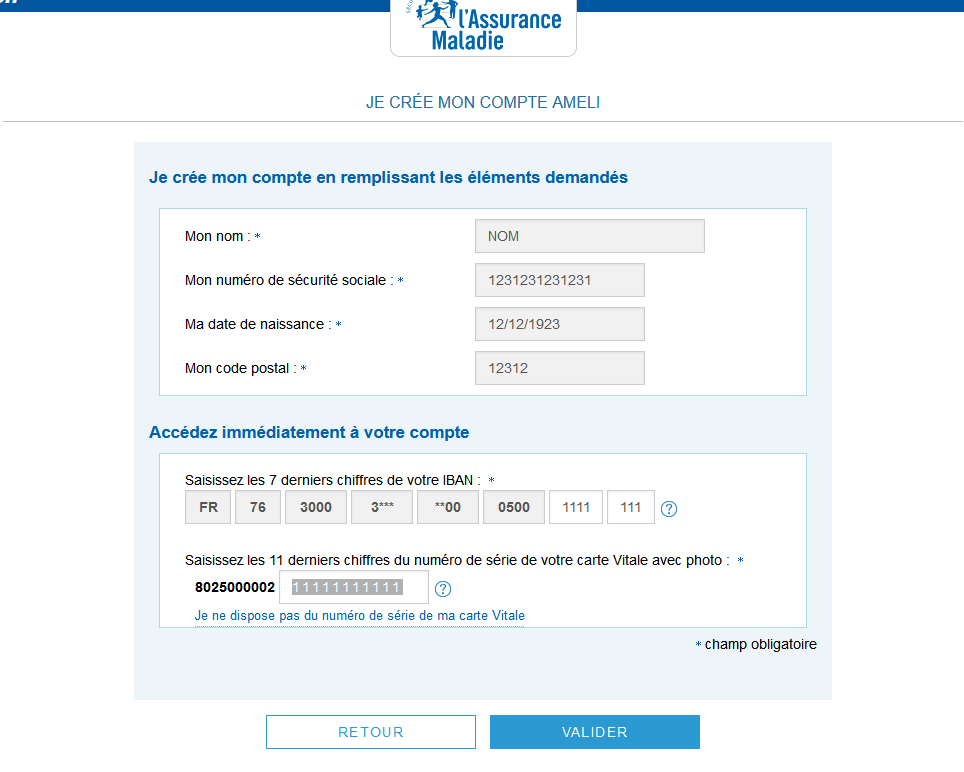 l'Assurance
Maladie
JE CRÉE MON COMPTE AMELI
Je crée mon compte en remplissant les éléments demandés
Mon nom : * NOM
Mon numéro de sécurité sociale : * 1231231231231
Ma date de naissance : * 12/12/1923
Mon code postal : * 12312
Accédez immédiatement à votre compte
Saisissez les 7 derniers chiffres de votre IBAN : *
FR 76 3000 3*** **00 0500 1111 111 ?
Saisissez les 11 derniers chiffres du numéro de série de votre carte Vitale avec photo : *
8025000002 11111111111 ?
Je ne dispose pas du numéro de série de ma carte Vitale
* champ obligatoire
RETOUR VALIDER